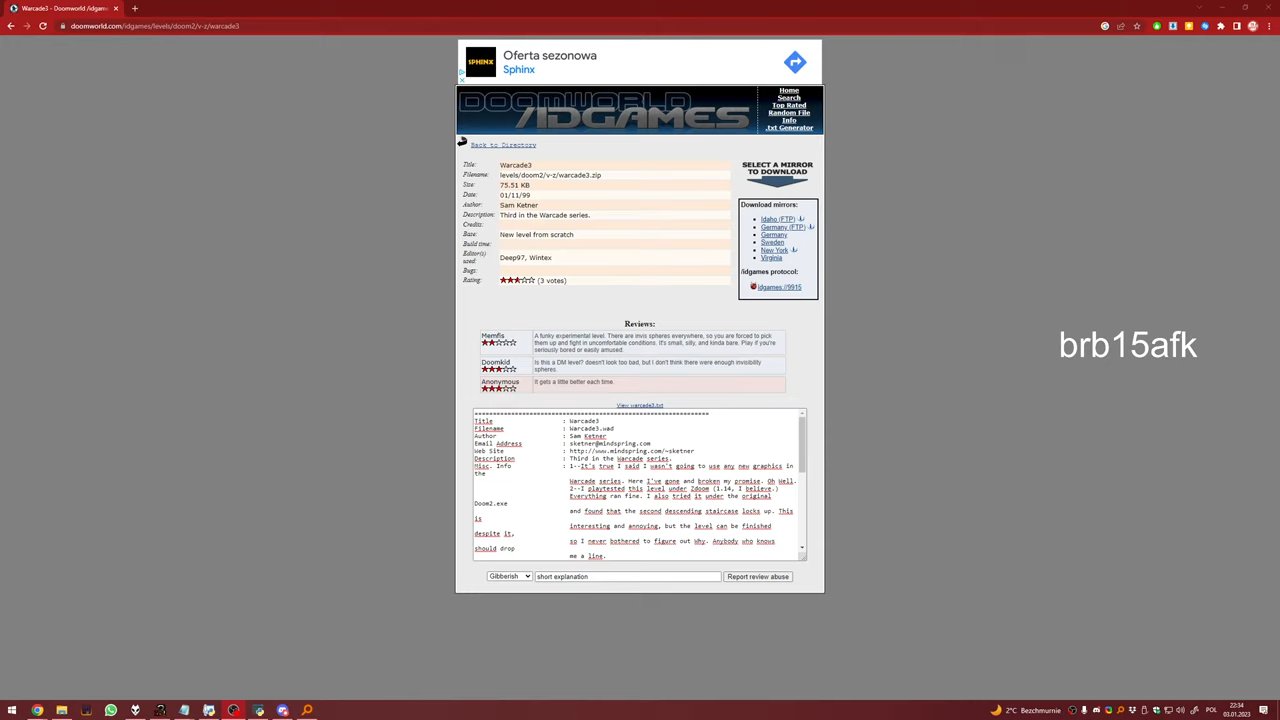 Warcade3 - Doomworld /idgame
doomworld.com/idgames/levels/doom2/v-z/warcade3
SPHINX
Oferta sezonowa
Sphinx
DOOMWORLD
/IDGAMES
Home
Search
Top Rated
Random File
Info
.txt Generator
Back to Directory
Title: Warcade3
Filename: levels/doom2/v-z/warcade3.zip
Size: 75.51 KB
Date: 01/11/99
Author: Sam Ketner
Description: Third in the Warcade series.
Credits:
Base: New level from scratch
Build time:
Editor(s) used: Deep97, Wintex
Bugs:
Rating: (3 votes)
SELECT A MIRROR
TO DOWNLOAD
Download mirrors:
Idaho (FTP)
Germany (FTP)
Germany
Sweden
New York
Virginia
/idgames protocol:
idgames://9915
Reviews:
Memfis
A funky experimental level. There are invis spheres everywhere, so you are forced to pick
them up and fight in uncomfortable conditions. It's small, silly, and kinda bare. Play if you're
seriously bored or easily amused.
Doomkid
Is this a DM level? doesn't look too bad, but I don't think there were enough invisibility
spheres
Anonymous
It gets a little better each time.
brb15afk
View warcade3.txt
================================================================
Title : Warcade3
Filename : Warcade3.wad
Author : Sam Ketner
Email Address : sketner@mindspring.com
Web Site : http://www.mindspring.com/~sketner
Description : Third in the Warcade series.
Misc. Info : 1--It's true I said I wasn't going to use any new graphics in
the
Warcade series. Here I've gone and broken my promise. Oh Well.
2--I playtested this level under Zdoom (1.14, I believe.)
Everything ran fine. I also tried it under the original
Doom2.exe
and found that the second descending staircase locks up. This
is
interesting and annoying, but the level can be finished
despite it,
so I never bothered to figure out Why. Anybody who knows
should drop
me a line.
Gibberish short explanation Report review abuse
2°C Bezchmurnie
POL
22:34
03.01.2023